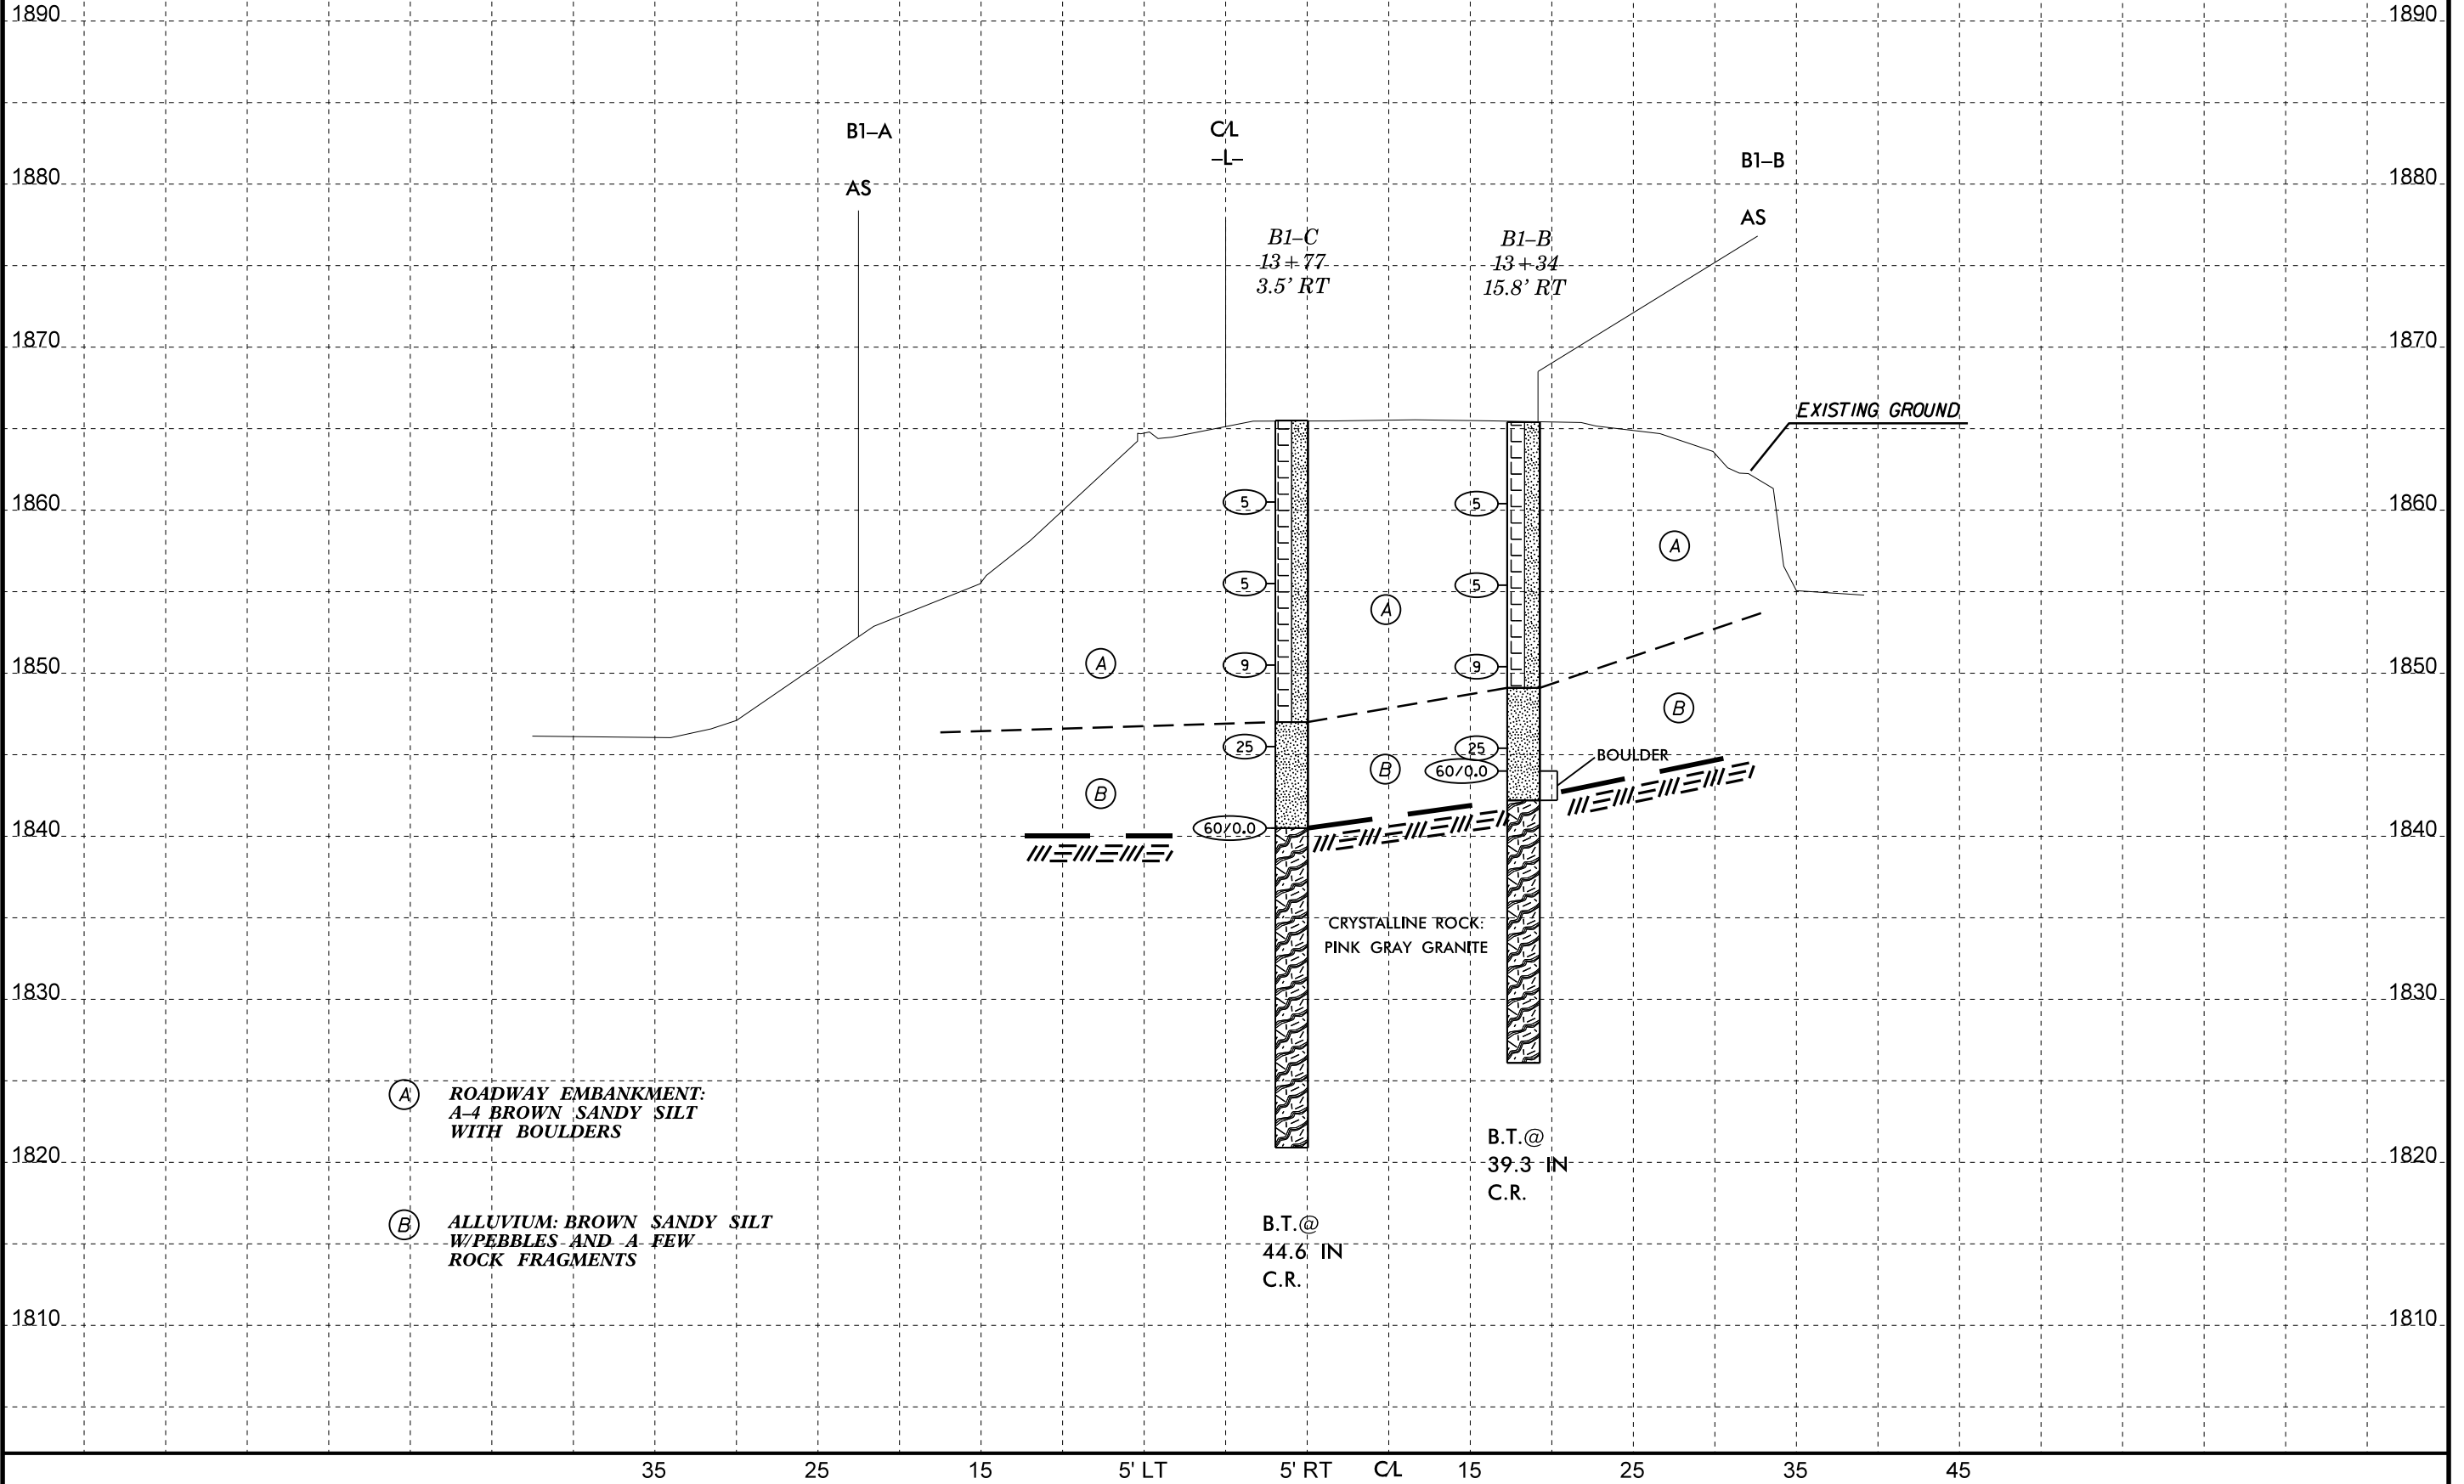 1890 1890
B1–A C/L
–L–
B1–B
1880 AS 1880
AS
B1–C B1–B
13+77 13+34
3.5' RT 15.8' RT
1870 1870
EXISTING GROUND
1860 5 5 1860
A
5 5
A
1850 A 9 9 1850
B
25 25
BOULDER
B 60/0.0
B
1840 60/0.0 1840
CRYSTALLINE ROCK:
PINK GRAY GRANITE
1830 1830
A ROADWAY EMBANKMENT:
A–4 BROWN SANDY SILT
WITH BOULDERS
B.T.@
39.3 IN
C.R.
1820 1820
B ALLUVIUM: BROWN SANDY SILT
W/PEBBLES AND A FEW
ROCK FRAGMENTS
B.T.@
44.6 IN
C.R.
1810 1810
35 25 15 5' LT 5' RT C/L 15 25 35 45